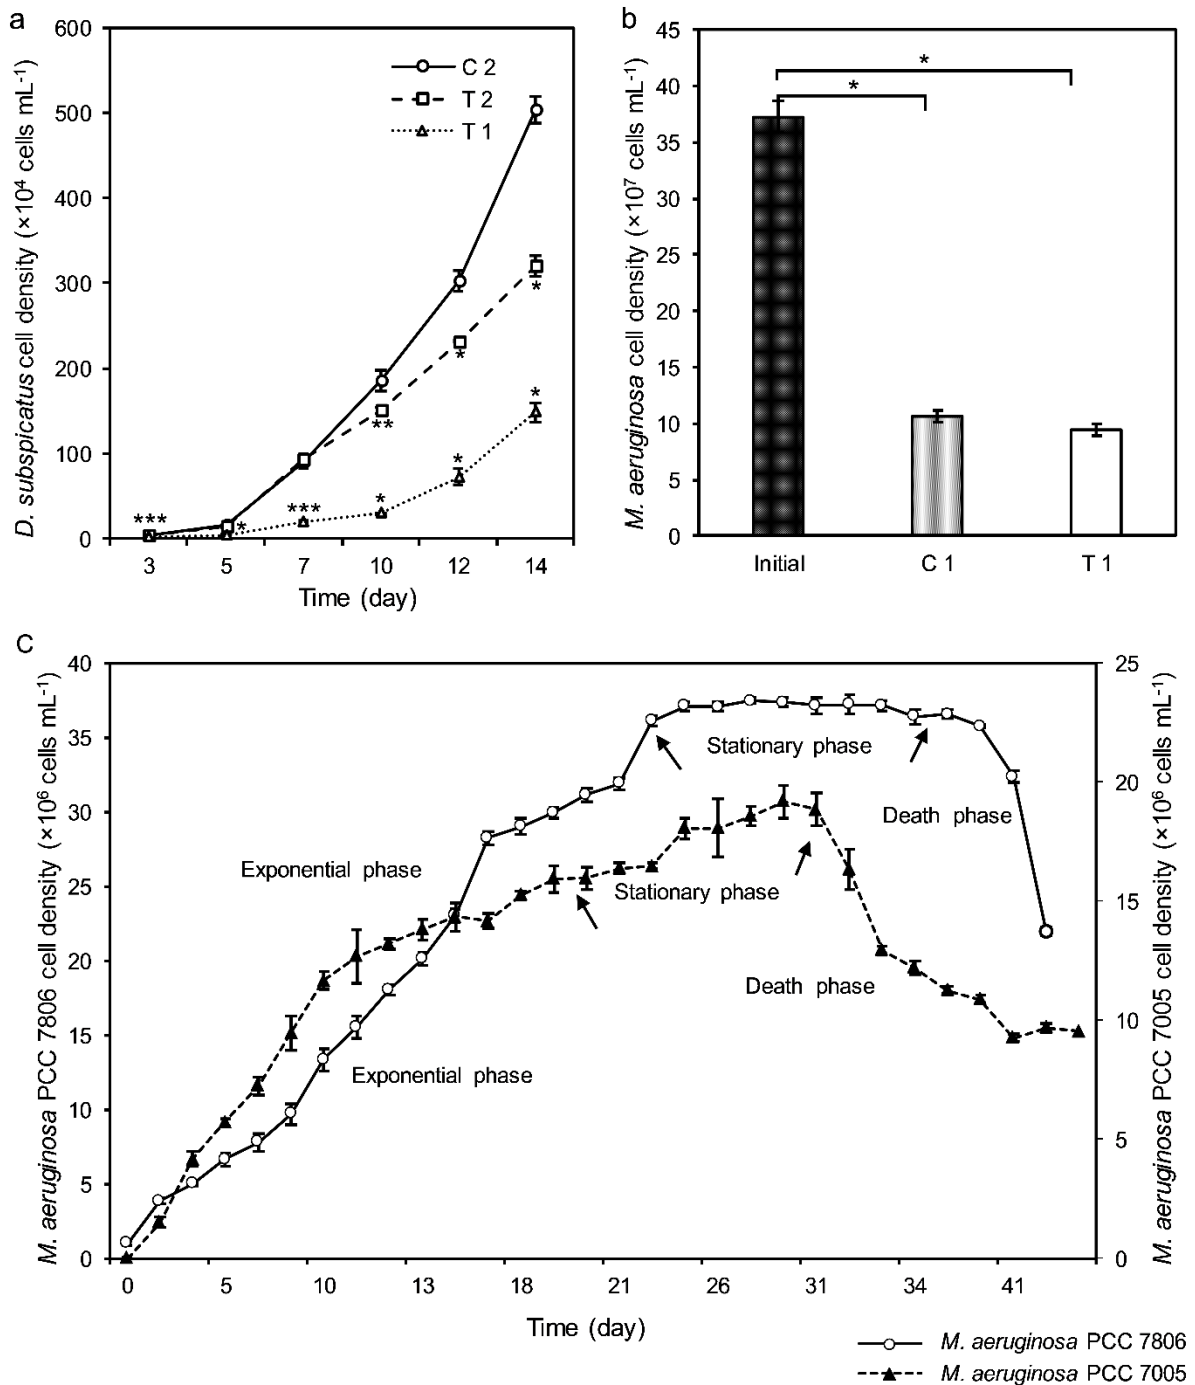 a
D. subspicatus cell density (×10⁴ cells mL⁻¹)
600
500
400
300
200
100
0
C 2
T 2
T 1
***
*
***
**
*
*
*
*
*
3 5 7 10 12 14
Time (day)
b
M. aeruginosa cell density (×10⁷ cells mL⁻¹)
45
40
35
30
25
20
15
10
5
0
*
*
Initial C 1 T 1
C
M. aeruginosa PCC 7806 cell density (×10⁶ cells mL⁻¹)
40
35
30
25
20
15
10
5
0
Stationary phase
Death phase
Exponential phase
Stationary phase
Death phase
Exponential phase
25
20
15
10
5
0
M. aeruginosa PCC 7005 cell density (×10⁶ cells mL⁻¹)
0 5 10 13 18 21 26 31 34 41
Time (day)
M. aeruginosa PCC 7806
M. aeruginosa PCC 7005